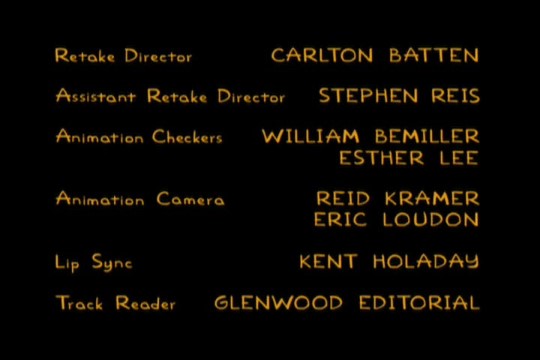 Retake Director CARLTON BATTEN
Assistant Retake Director STEPHEN REIS
Animation Checkers WILLIAM BEMILLER
ESTHER LEE
Animation Camera REID KRAMER
ERIC LOUDON
Lip Sync KENT HOLADAY
Track Reader GLENWOOD EDITORIAL